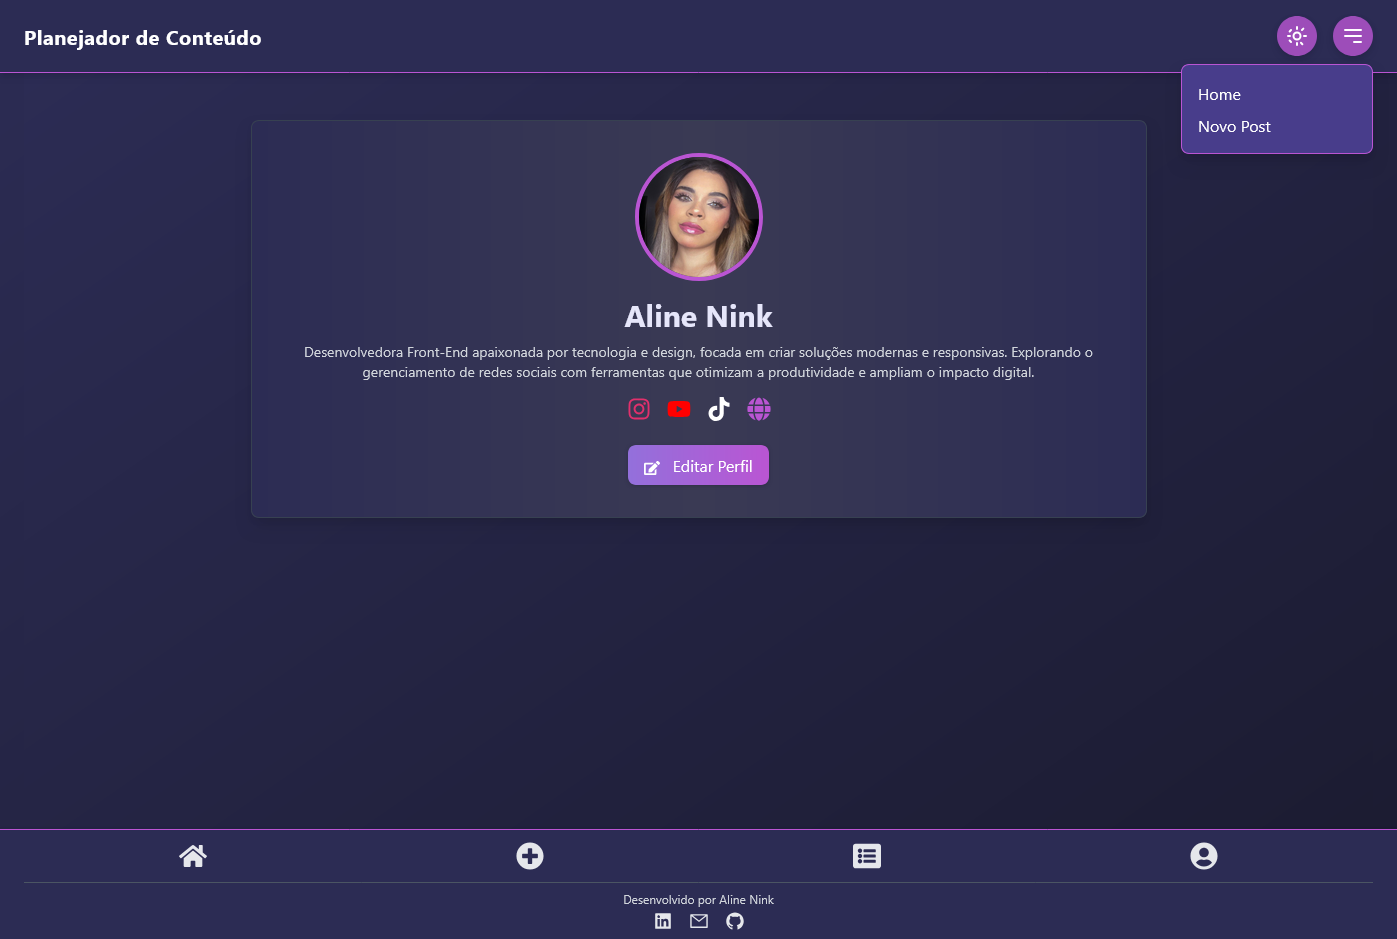 Planejador de Conteúdo
Home
Novo Post
Aline Nink
Desenvolvedora Front-End apaixonada por tecnologia e design, focada em criar soluções modernas e responsivas. Explorando o
gerenciamento de redes sociais com ferramentas que otimizam a produtividade e ampliam o impacto digital.
Editar Perfil
Desenvolvido por Aline Nink